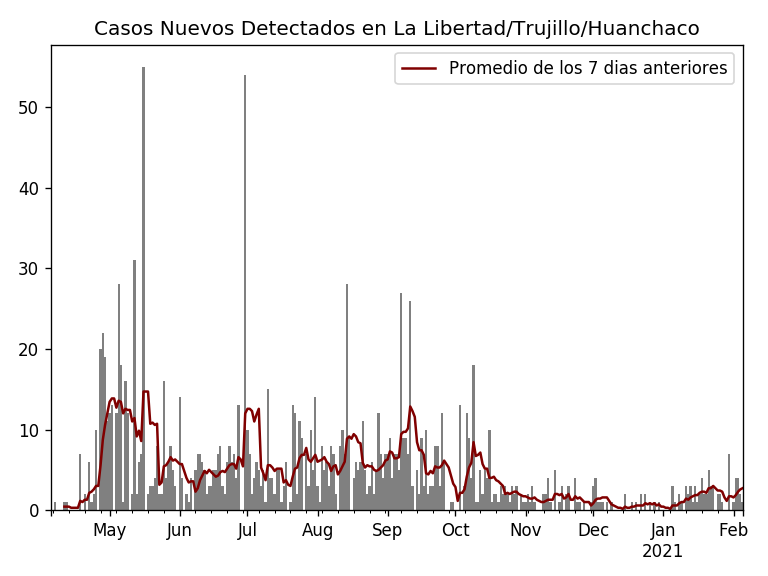 Casos Nuevos Detectados en La Libertad/Trujillo/Huanchaco
Promedio de los 7 dias anteriores
50
40
30
20
10
0
May Jun Jul Aug Sep Oct Nov Dec Jan Feb
2021